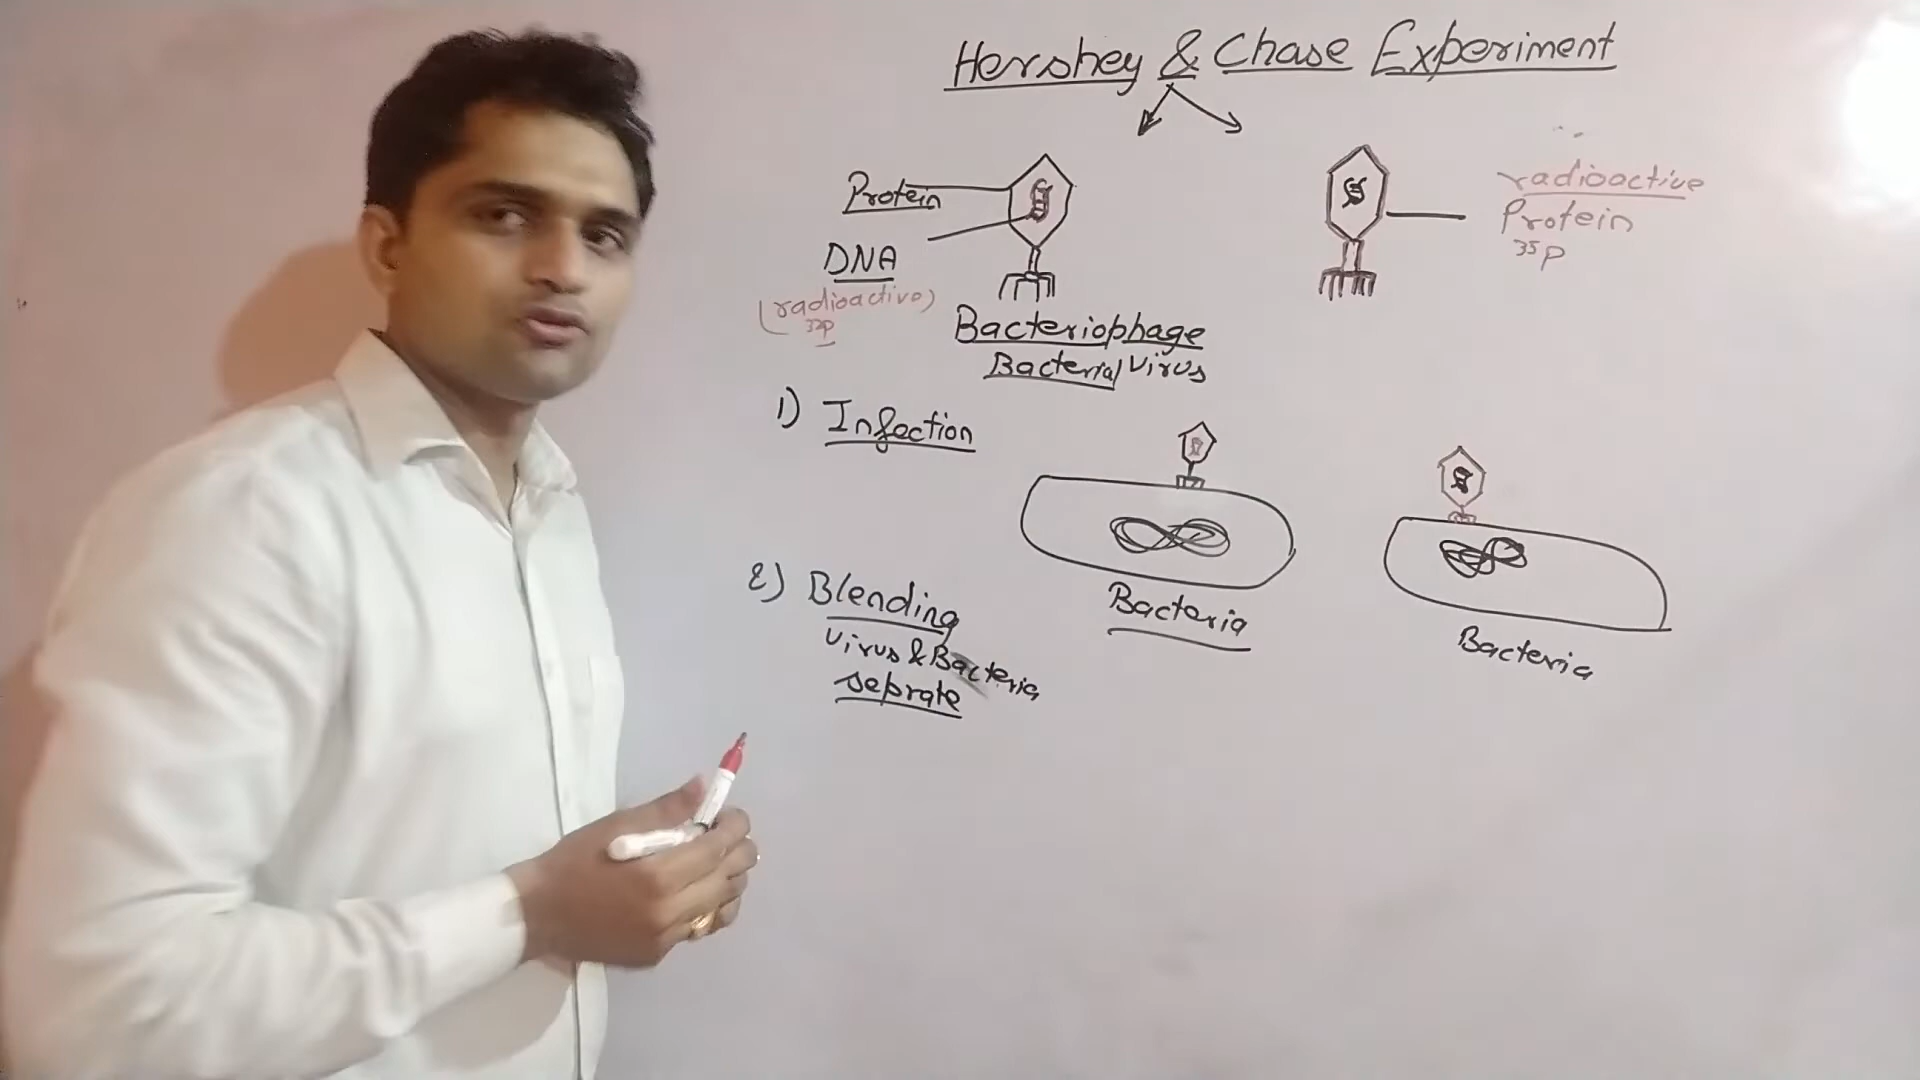 Hershey & Chase Experiment
Protein
DNA
(radioactive)
32p
Bacteriophage
Bacterial Virus
radioactive
Protein
35p
1) Infection
Bacteria
Bacteria
2) Blending
Virus & Bacteria
seprate